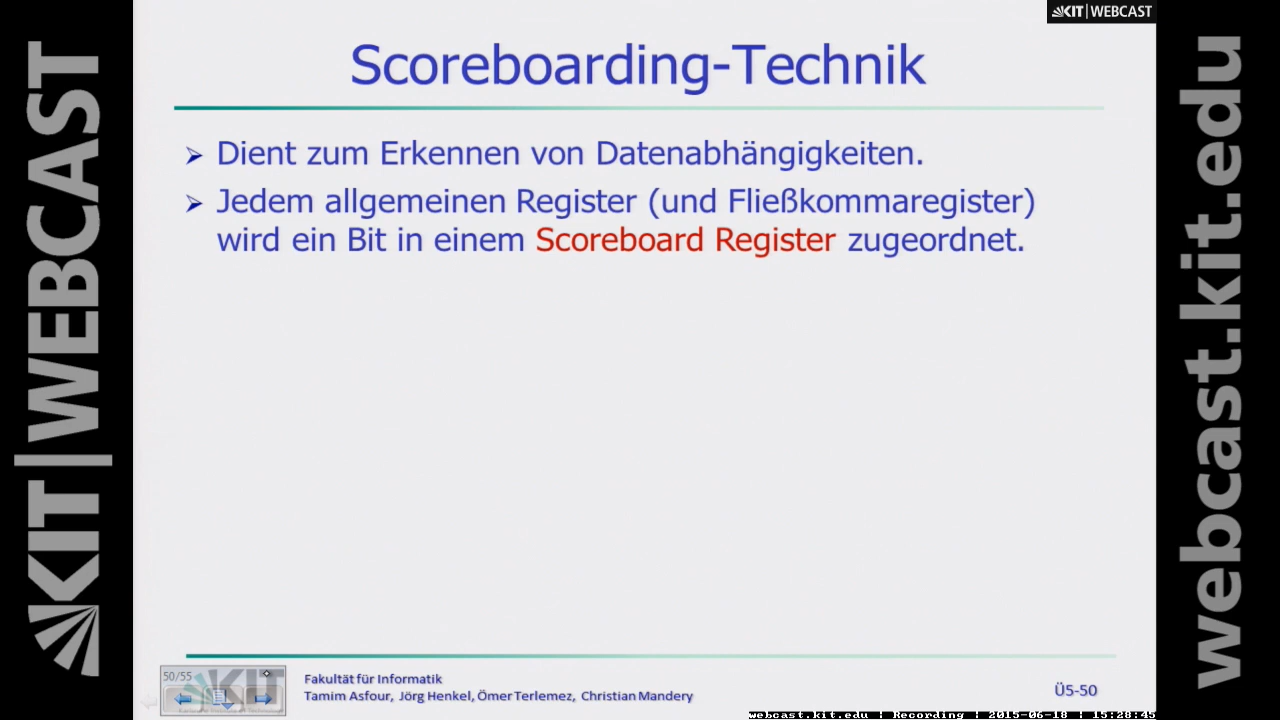 KIT|WEBCAST
Scoreboarding-Technik
Dient zum Erkennen von Datenabhängigkeiten.
Jedem allgemeinen Register (und Fließkommaregister)
wird ein Bit in einem Scoreboard Register zugeordnet.
KIT|WEBCAST
webcast.kit.edu
50/55
KIT
Fakultät für Informatik
Tamim Asfour, Jörg Henkel, Ömer Terlemez, Christian Mandery
Ü5-50
webcast.kit.edu | Recording | 2015-06-18 | 15:28:45